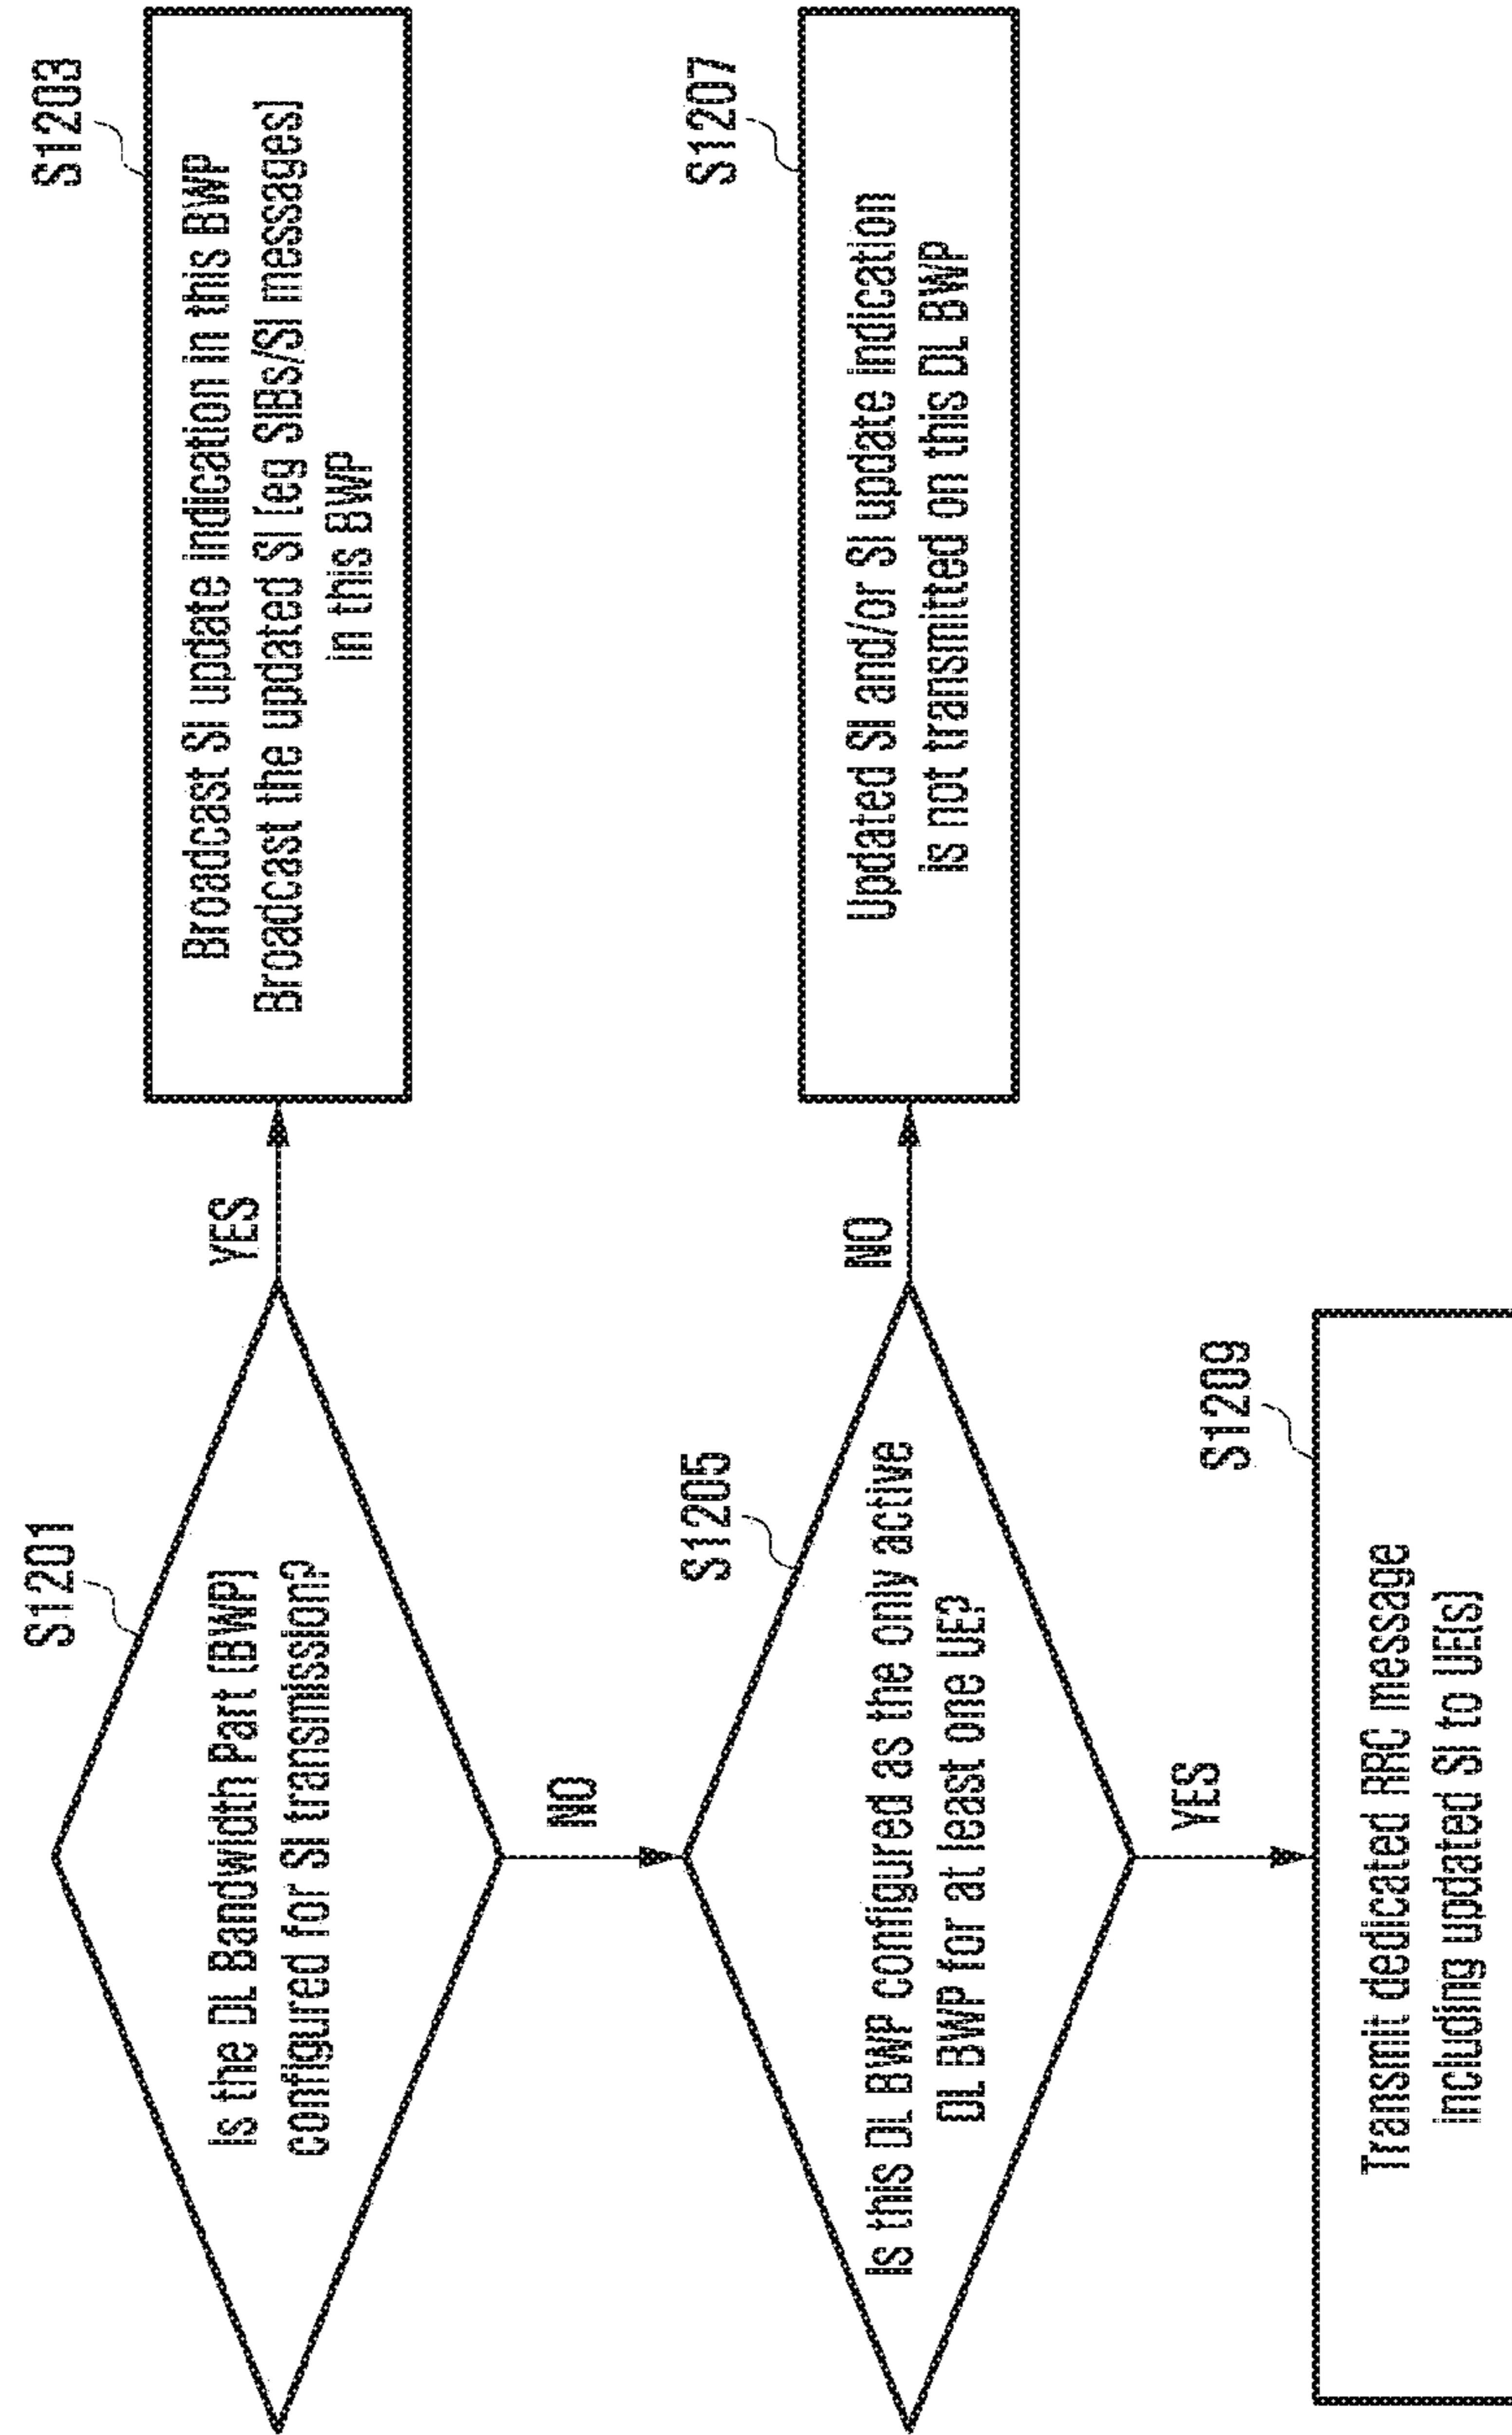 S1201
Is the DL Bandwidth Part (BWP)
configured for SI transmission?
YES
S1203
Broadcast SI update indication in this BWP
Broadcast the updated SI (eg SIBs/SI messages)
in this BWP
NO
S1205
Is this DL BWP configured as the only active
DL BWP for at least one UE?
NO
S1207
Updated SI and/or SI update indication
is not transmitted on this DL BWP
YES
S1209
Transmit dedicated RRC message
including updated SI to UE(s)